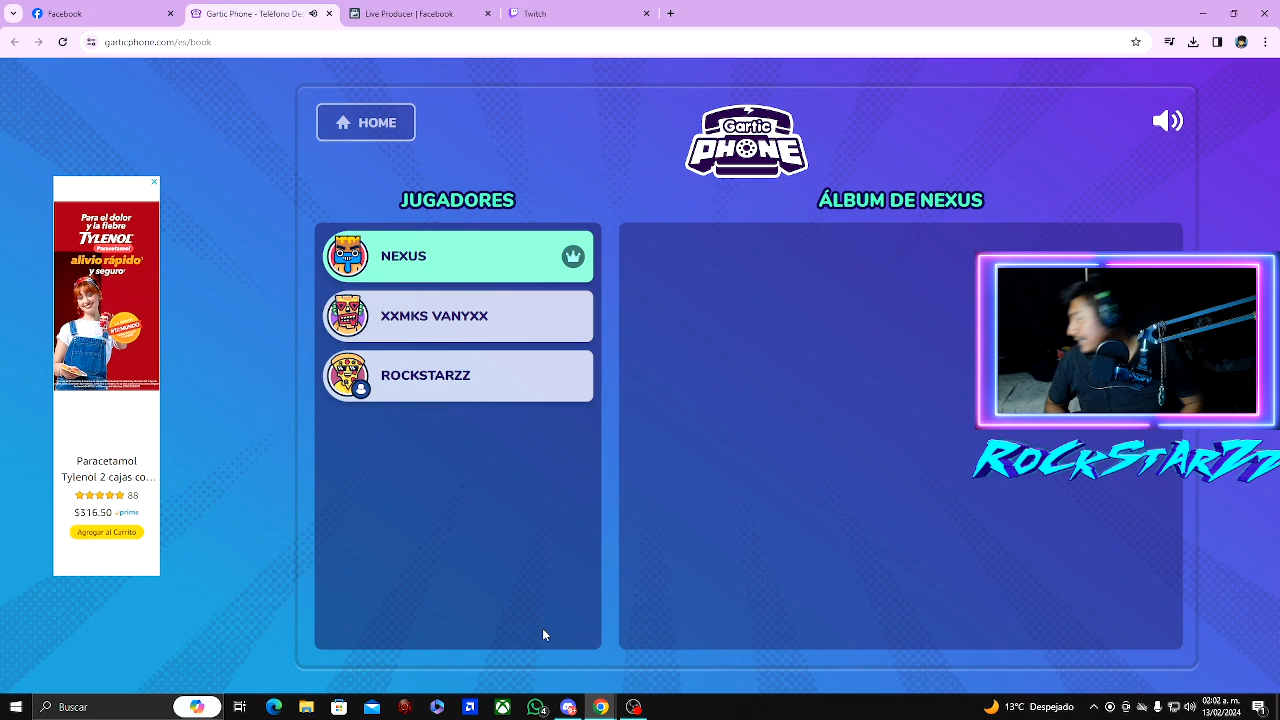 Facebook
Gartic Phone - Teléfono De
Live Producer | Facebook
Twitch
garticphone.com/es/book
HOME
Gartic
PHONE
JUGADORES
ÁLBUM DE NEXUS
NEXUS
XXMKS VANYXX
ROCKSTARZZ
Para el dolor
y la fiebre
TYLENOL
Paracetamol
alivio rápido
y seguro
Paracetamol
Tylenol 2 cajas co...
88
$316.50 prime
Agregar al Carrito
ROCKSTARZZ
Buscar
4
13°C Despejado
02:02 a. m.
13/02/2024